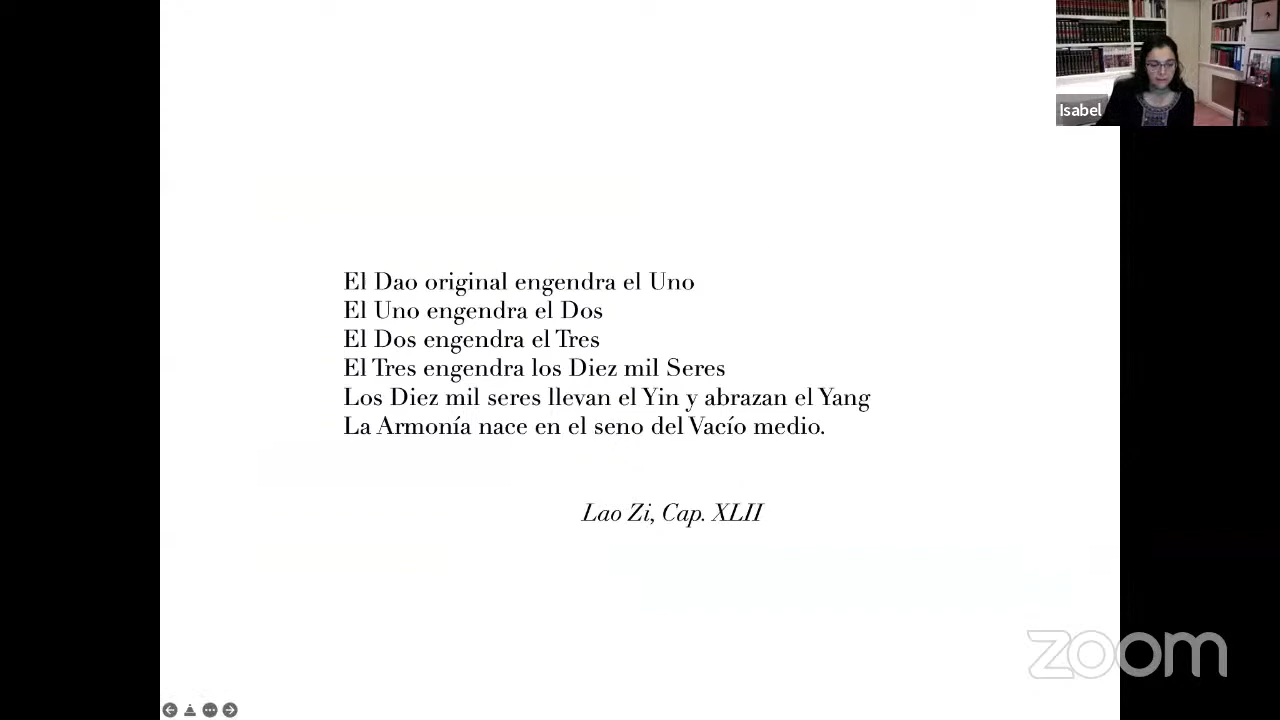 Isabel
El Dao original engendra el Uno
El Uno engendra el Dos
El Dos engendra el Tres
El Tres engendra los Diez mil Seres
Los Diez mil seres llevan el Yin y abrazan el Yang
La Armonía nace en el seno del Vacío medio.
Lao Zi, Cap. XLII
zoom